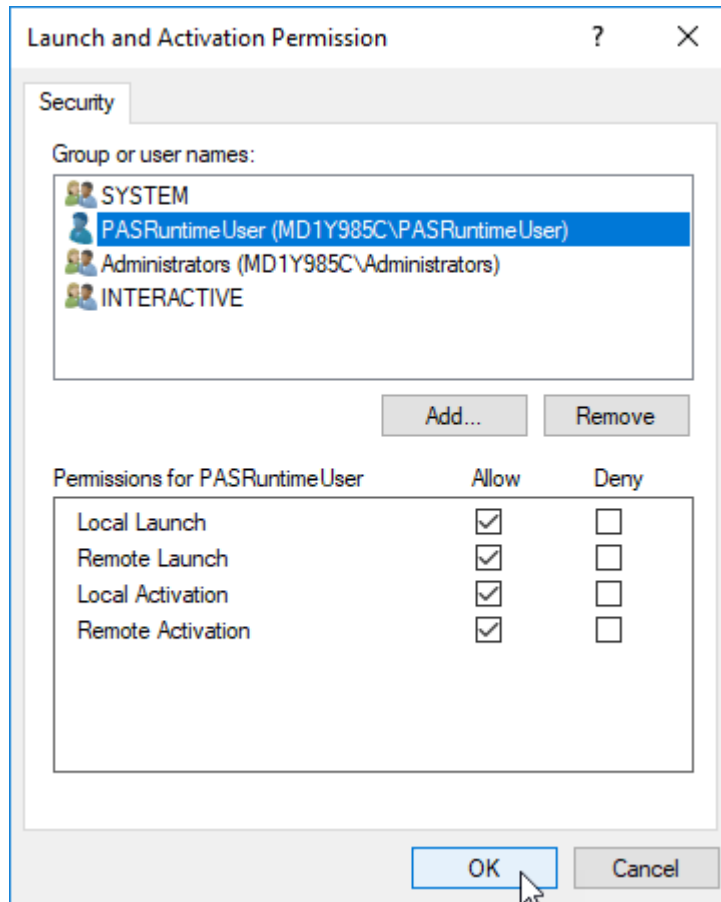 Launch and Activation Permission ? X
Security
Group or user names:
SYSTEM
PASRuntimeUser (MD1Y985C\PASRuntimeUser)
Administrators (MD1Y985C\Administrators)
INTERACTIVE
Add... Remove
Permissions for PASRuntimeUser Allow Deny
Local Launch
Remote Launch
Local Activation
Remote Activation
OK Cancel